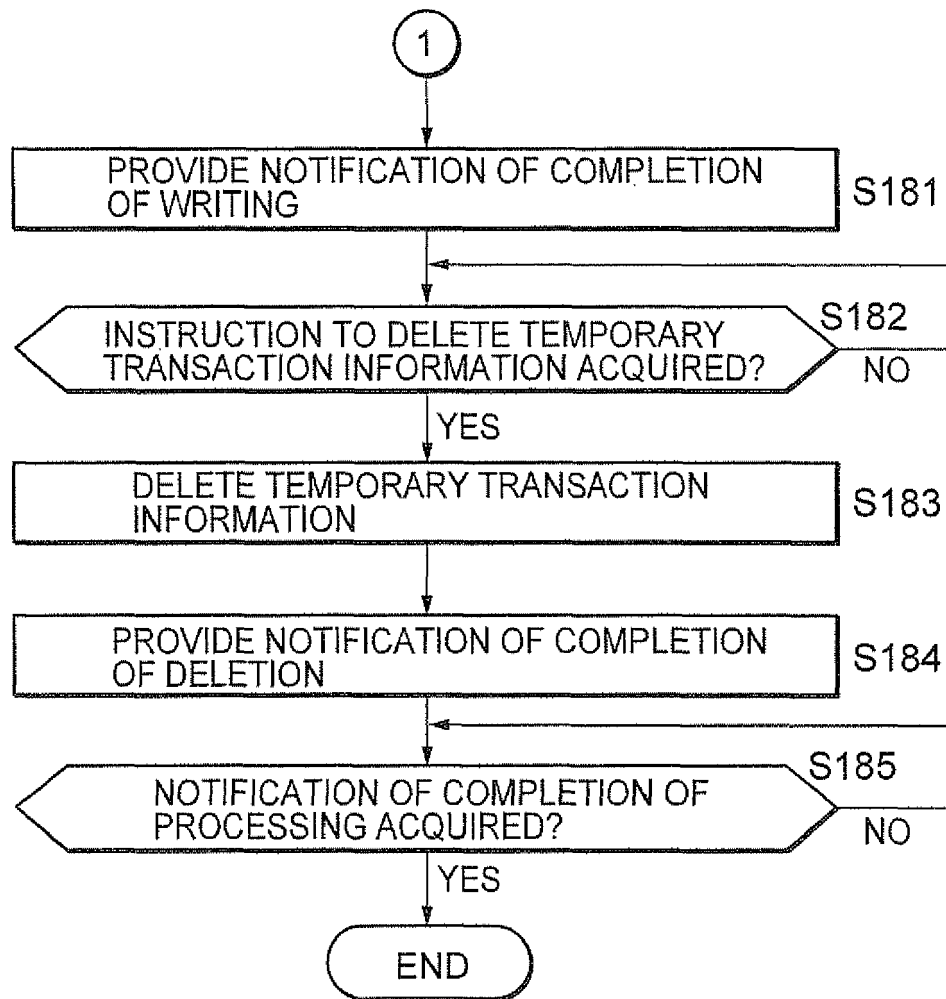 1
PROVIDE NOTIFICATION OF COMPLETION
OF WRITING
S181
S182
INSTRUCTION TO DELETE TEMPORARY
TRANSACTION INFORMATION ACQUIRED?
NO
YES
DELETE TEMPORARY TRANSACTION
INFORMATION
S183
PROVIDE NOTIFICATION OF COMPLETION
OF DELETION
S184
S185
NOTIFICATION OF COMPLETION OF
PROCESSING ACQUIRED?
NO
YES
END